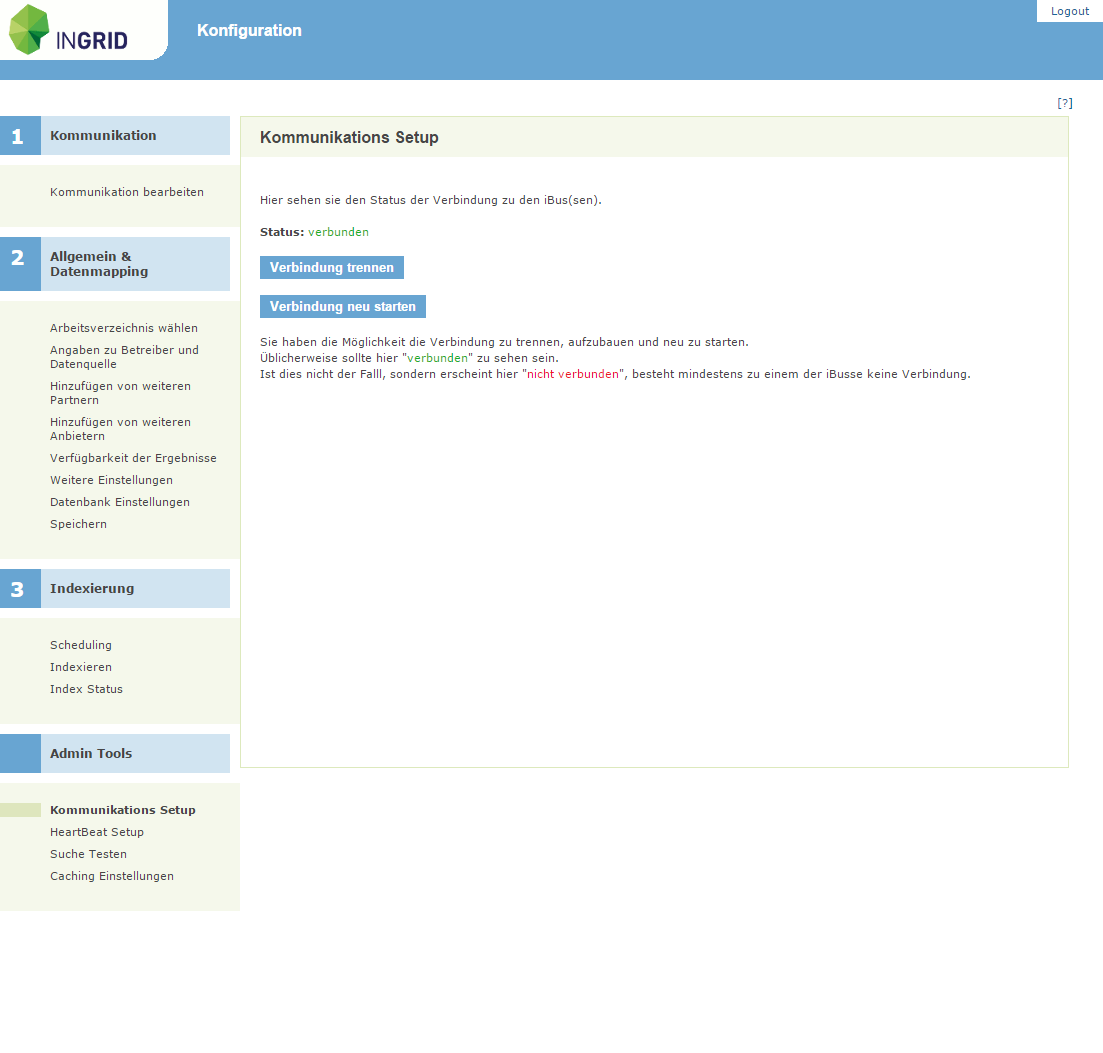 INGRID
Konfiguration
Logout
[?]
1 Kommunikation
Kommunikation bearbeiten
2 Allgemein &
Datenmapping
Arbeitsverzeichnis wählen
Angaben zu Betreiber und
Datenquelle
Hinzufügen von weiteren
Partnern
Hinzufügen von weiteren
Anbietern
Verfügbarkeit der Ergebnisse
Weitere Einstellungen
Datenbank Einstellungen
Speichern
3 Indexierung
Scheduling
Indexieren
Index Status
Admin Tools
Kommunikations Setup
HeartBeat Setup
Suche Testen
Caching Einstellungen
Kommunikations Setup
Hier sehen sie den Status der Verbindung zu den iBus(sen).
Status: verbunden
Verbindung trennen
Verbindung neu starten
Sie haben die Möglichkeit die Verbindung zu trennen, aufzubauen und neu zu starten.
Üblicherweise sollte hier "verbunden" zu sehen sein.
Ist dies nicht der Falll, sondern erscheint hier "nicht verbunden", besteht mindestens zu einem der iBusse keine Verbindung.